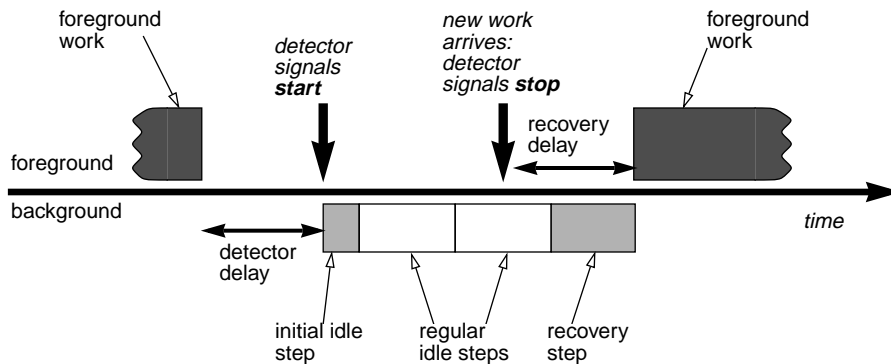 foreground
work
detector
signals
start
new work
arrives:
detector
signals stop
foreground
work
recovery
delay
foreground
background
time
detector
delay
initial idle
step
regular
idle steps
recovery
step